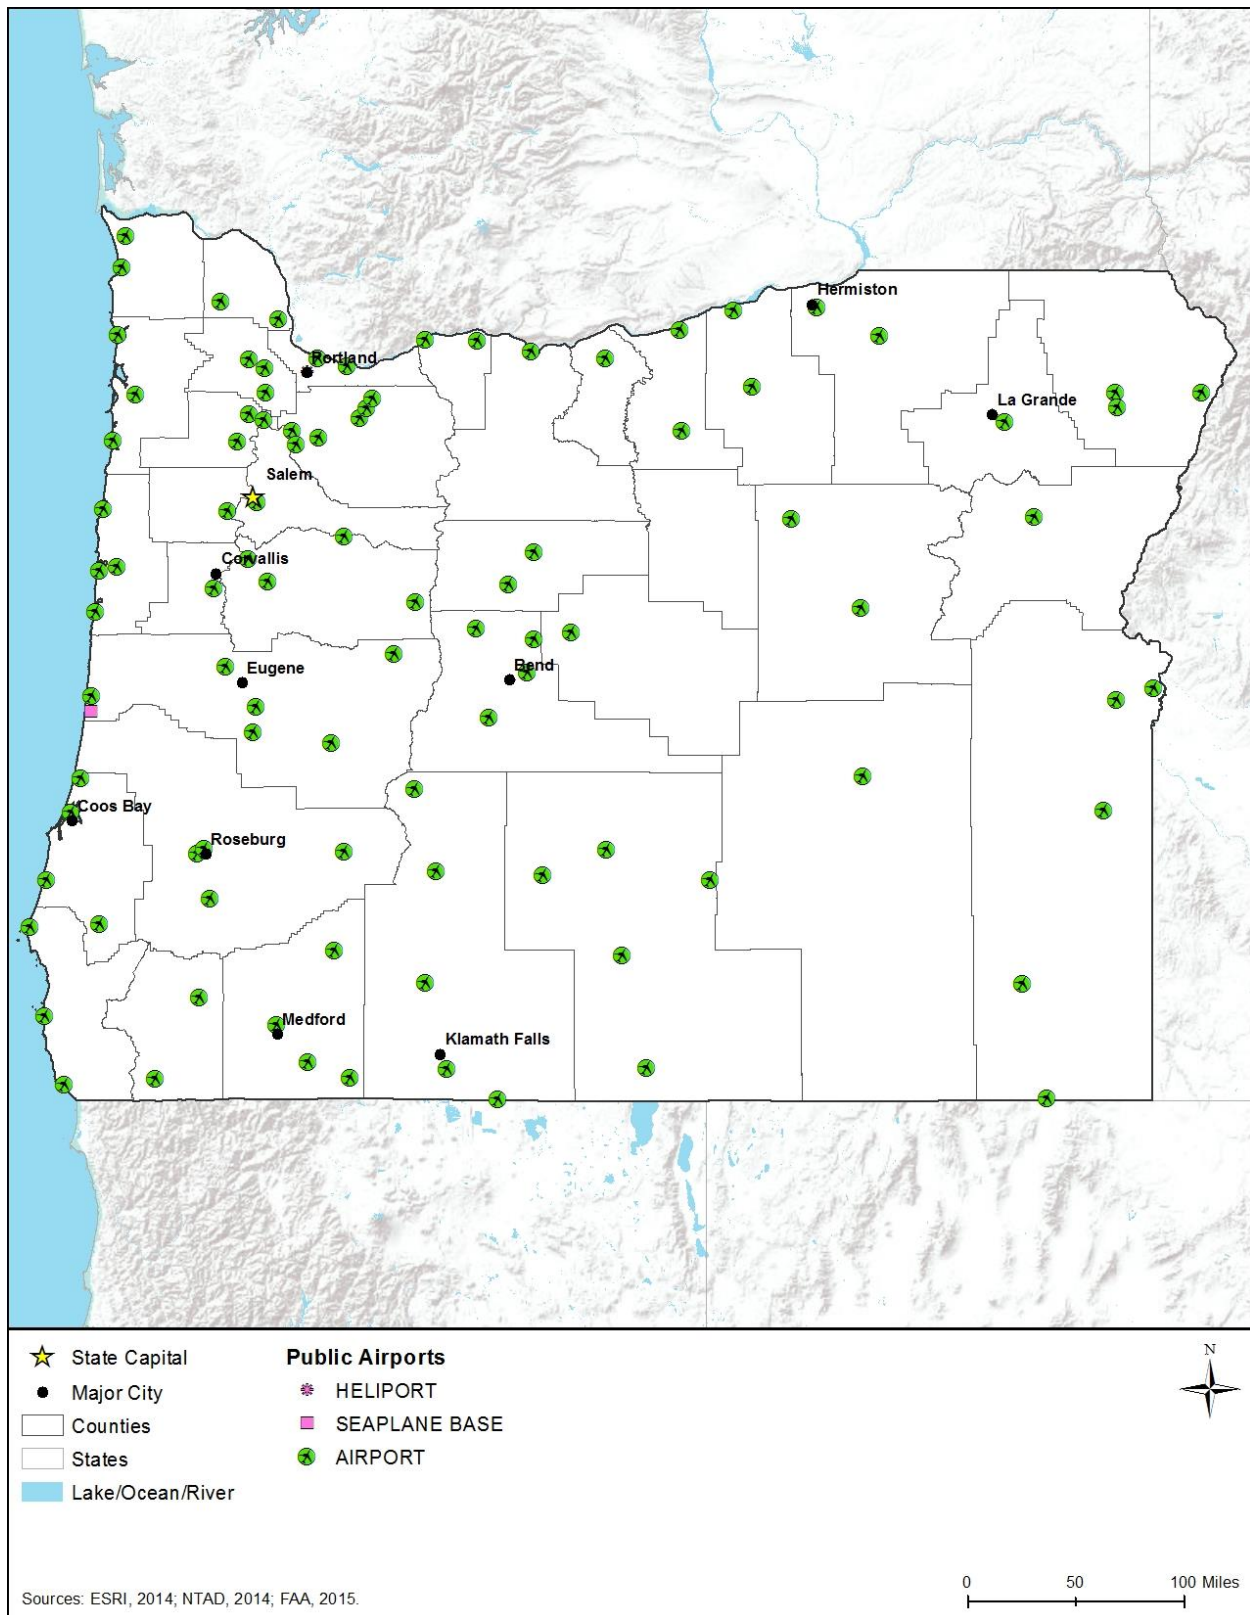 Hermiston
Portland
La Grande
Salem
Corvallis
Eugene
Bend
Coos Bay
Roseburg
Medford
Klamath Falls
State Capital
Major City
Counties
States
Lake/Ocean/River
Public Airports
HELIPORT
SEAPLANE BASE
AIRPORT
N
0 50 100 Miles
Sources: ESRI, 2014; NTAD, 2014; FAA, 2015.